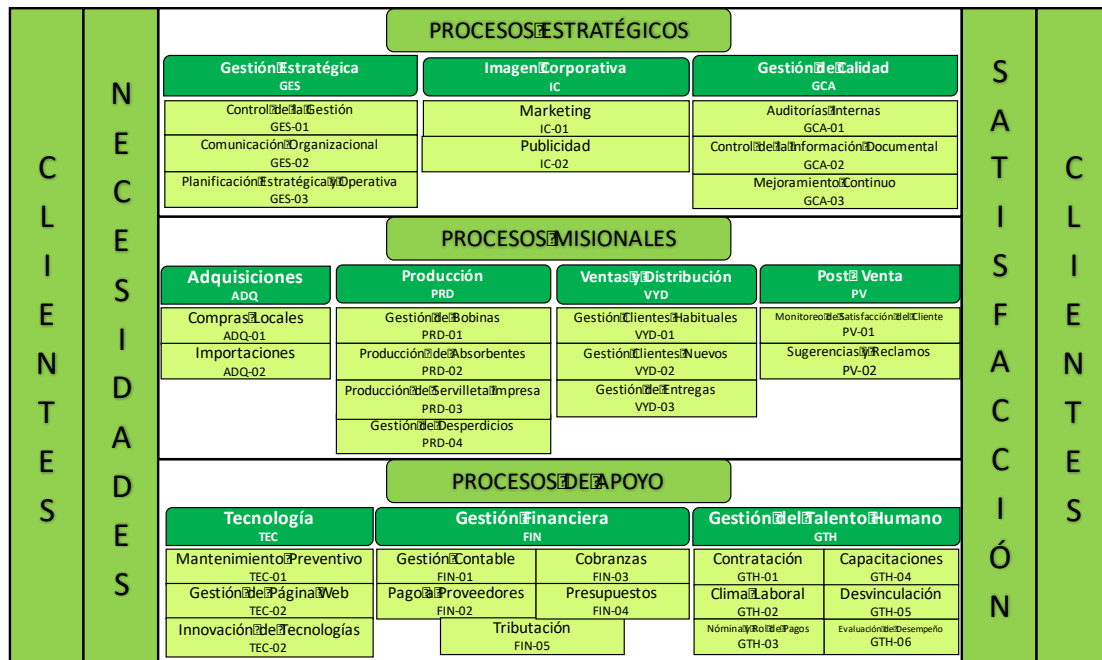 CLIENTES
NECESIDADES
PROCESOS ESTRATÉGICOS
Gestión Estratégica
GES
Control de la Gestión
GES-01
Comunicación Organizacional
GES-02
Planificación Estratégica y Operativa
GES-03
Imagen Corporativa
IC
Marketing
IC-01
Publicidad
IC-02
Gestión de Calidad
GCA
Auditorías Internas
GCA-01
Control de la Información Documental
GCA-02
Mejoramiento Continuo
GCA-03
PROCESOS MISIONALES
Adquisiciones
ADQ
Compras Locales
ADQ-01
Importaciones
ADQ-02
Producción
PRD
Gestión de Bobinas
PRD-01
Producción de Absorbentes
PRD-02
Producción de Servilleta Impresa
PRD-03
Gestión de Desperdicios
PRD-04
Ventas y Distribución
VYD
Gestión Clientes Habituales
VYD-01
Gestión Clientes Nuevos
VYD-02
Gestión de Entregas
VYD-03
Post Venta
PV
Monitoreo de Satisfacción del Cliente
PV-01
Sugerencias y Reclamos
PV-02
PROCESOS DE APOYO
Tecnología
TEC
Mantenimiento Preventivo
TEC-01
Gestión de Página Web
TEC-02
Innovación de Tecnologías
TEC-02
Gestión Financiera
FIN
Gestión Contable
FIN-01
Pago a Proveedores
FIN-02
Cobranzas
FIN-03
Presupuestos
FIN-04
Tributación
FIN-05
Gestión del Talento Humano
GTH
Contratación
GTH-01
Clima Laboral
GTH-02
Nómina y Rol de Pagos
GTH-03
Capacitaciones
GTH-04
Desvinculación
GTH-05
Evaluación de Desempeño
GTH-06
SATISFACCIÓN
CLIENTES